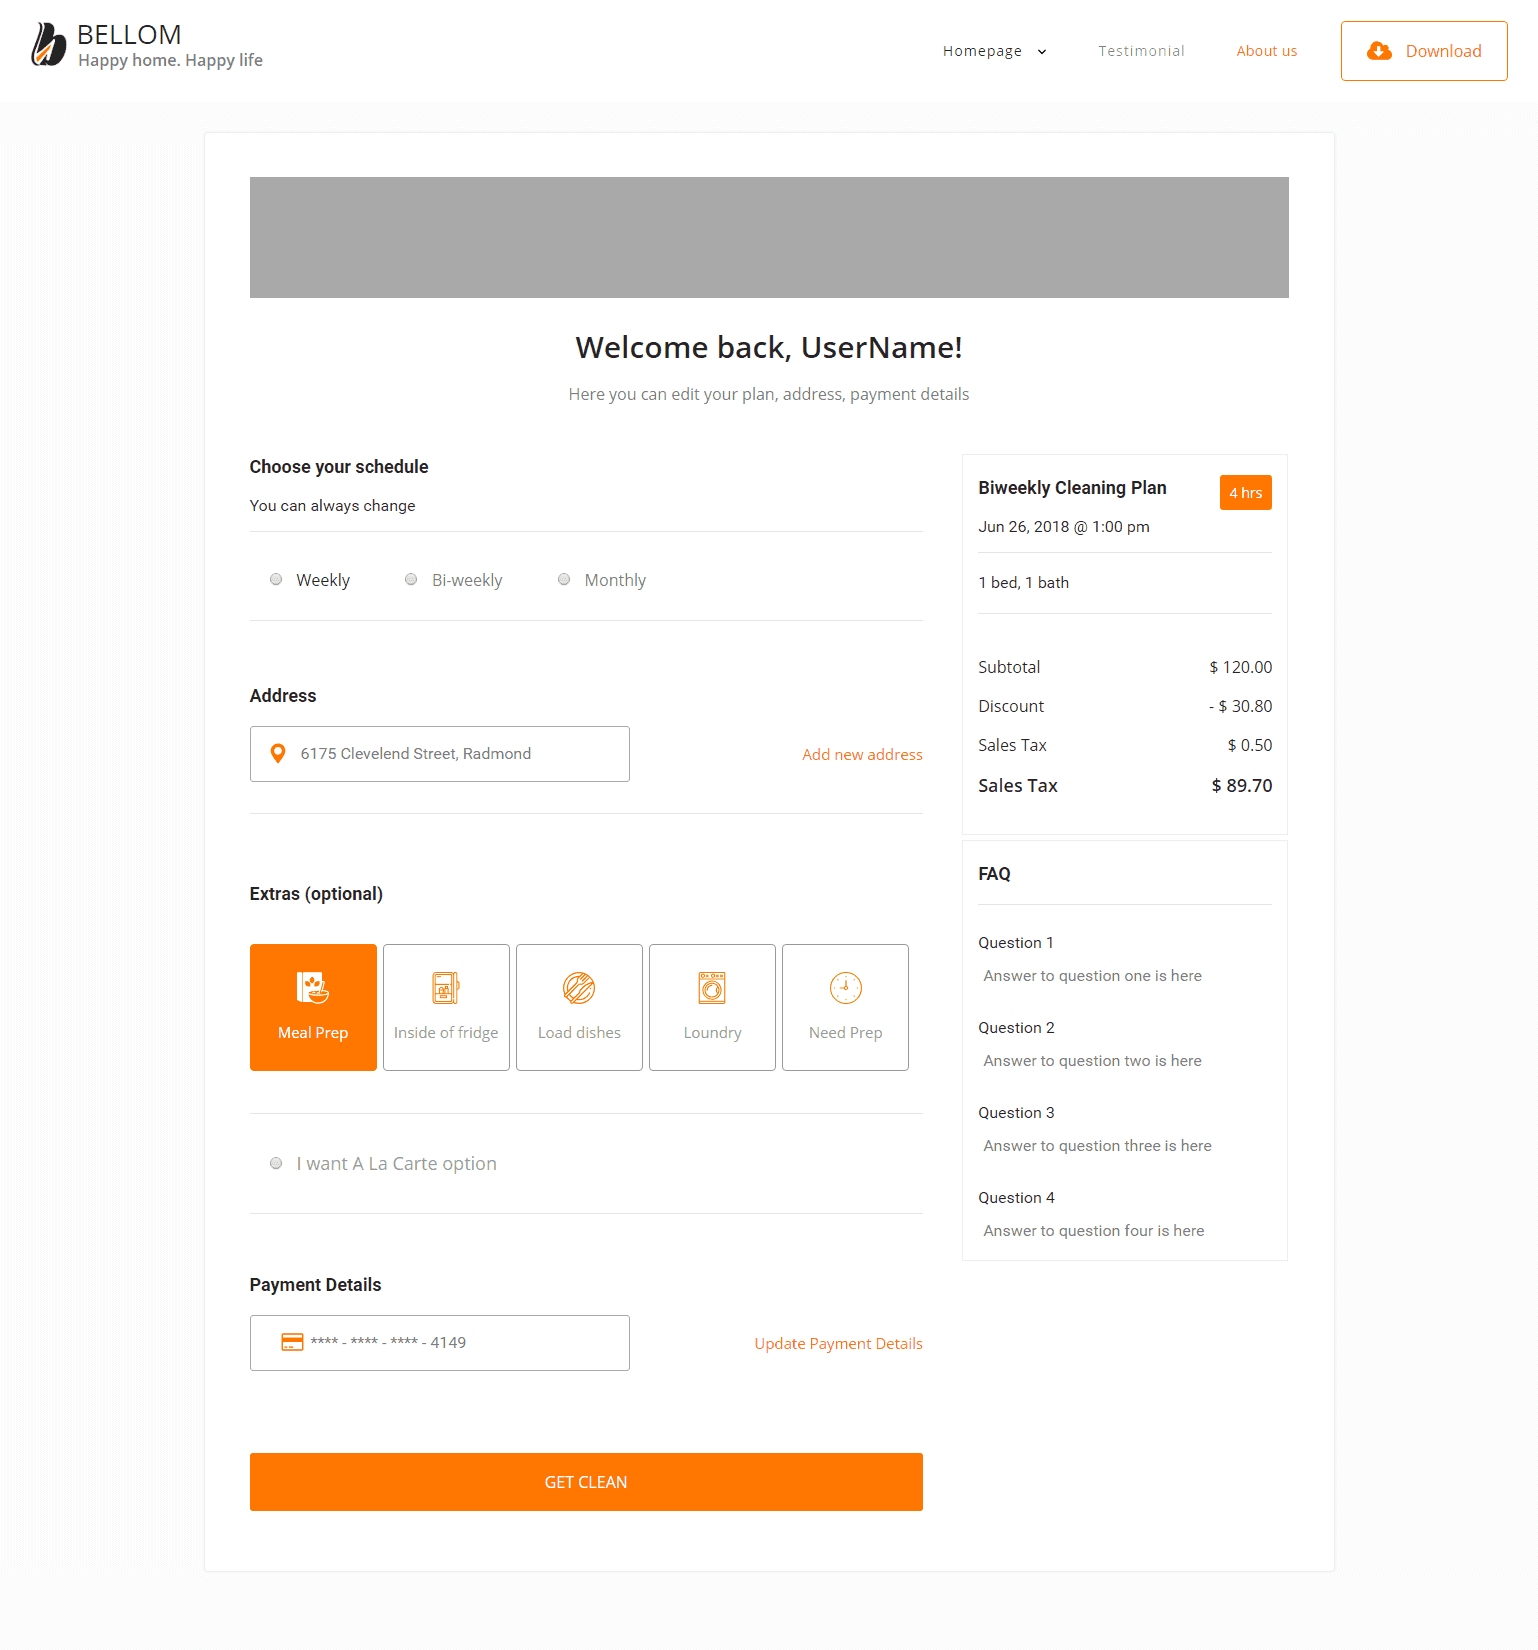 BELLOM
Happy home. Happy life
Homepage
Testimonial
About us
Download
Welcome back, UserName!
Here you can edit your plan, address, payment details
Choose your schedule
You can always change
Weekly
Bi-weekly
Monthly
Address
6175 Clevelend Street, Radmond
Add new address
Extras (optional)
Meal Prep
Inside of fridge
Load dishes
Loundry
Need Prep
I want A La Carte option
Payment Details
**** - **** - **** - 4149
Update Payment Details
GET CLEAN
Biweekly Cleaning Plan
4 hrs
Jun 26, 2018 @ 1:00 pm
1 bed, 1 bath
Subtotal $ 120.00
Discount - $ 30.80
Sales Tax $ 0.50
Sales Tax $ 89.70
FAQ
Question 1
Answer to question one is here
Question 2
Answer to question two is here
Question 3
Answer to question three is here
Question 4
Answer to question four is here